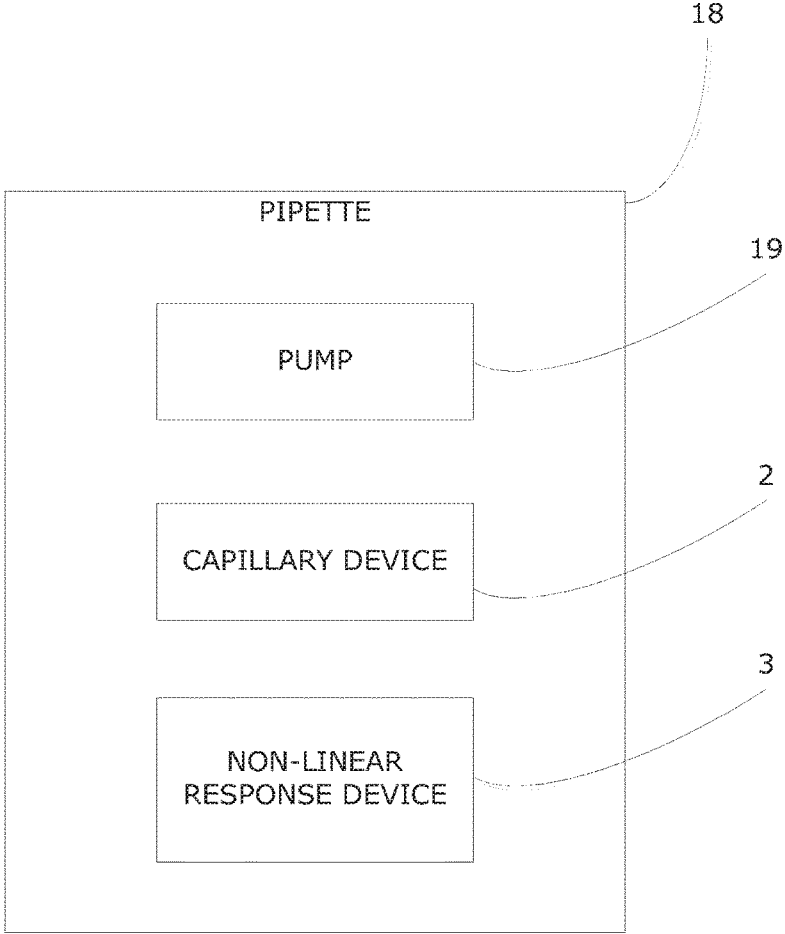 18
PIPETTE
19
PUMP
2
CAPILLARY DEVICE
3
NON-LINEAR
RESPONSE DEVICE